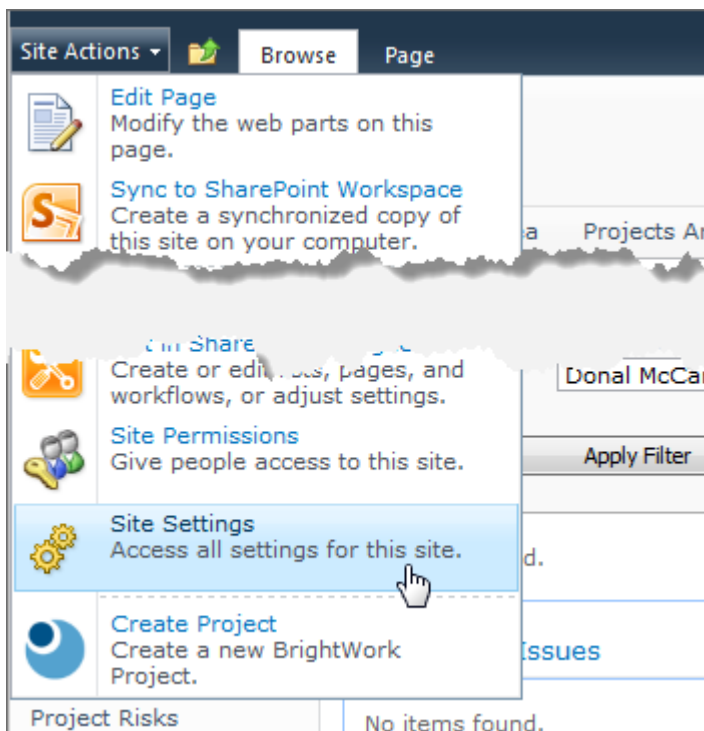 Site Actions
Browse
Page
Edit Page
Modify the web parts on this
page.
Sync to SharePoint Workspace
Create a synchronized copy of
this site on your computer.
Projects
Create or
pages, and
workflows, or adjust settings.
Donal
Site Permissions
Give people access to this site.
Apply Filter
Site Settings
Access all settings for this site.
d.
Create Project
Create a new BrightWork
Project.
Issues
Project Risks
No items found.